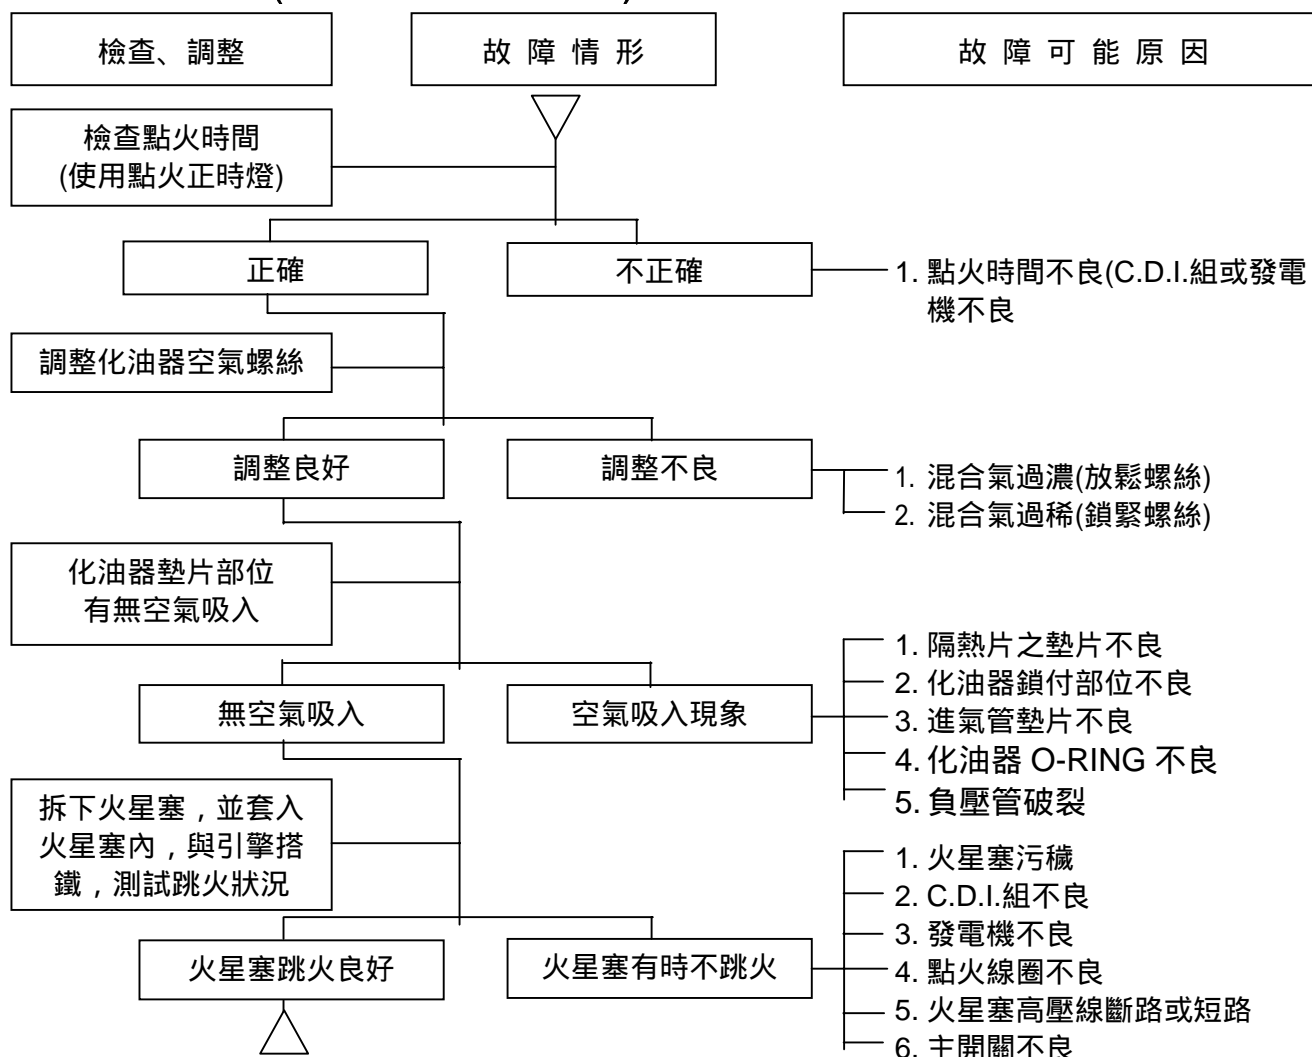 檢查、調整
故 障 情 形
故 障 可 能 原 因
檢查點火時間
(使用點火正時燈)
正確
不正確
1. 點火時間不良(C.D.I.組或發電
機不良
調整化油器空氣螺絲
調整良好
調整不良
1. 混合氣過濃(放鬆螺絲)
2. 混合氣過稀(鎖緊螺絲)
化油器墊片部位
有無空氣吸入
無空氣吸入
空氣吸入現象
1. 隔熱片之墊片不良
2. 化油器鎖付部位不良
3. 進氣管墊片不良
4. 化油器 O-RING 不良
5. 負壓管破裂
拆下火星塞，並套入
火星塞內，與引擎搭
鐵，測試跳火狀況
火星塞跳火良好
火星塞有時不跳火
1. 火星塞污穢
2. C.D.I.組不良
3. 發電機不良
4. 點火線圈不良
5. 火星塞高壓線斷路或短路
6. 主開關不良